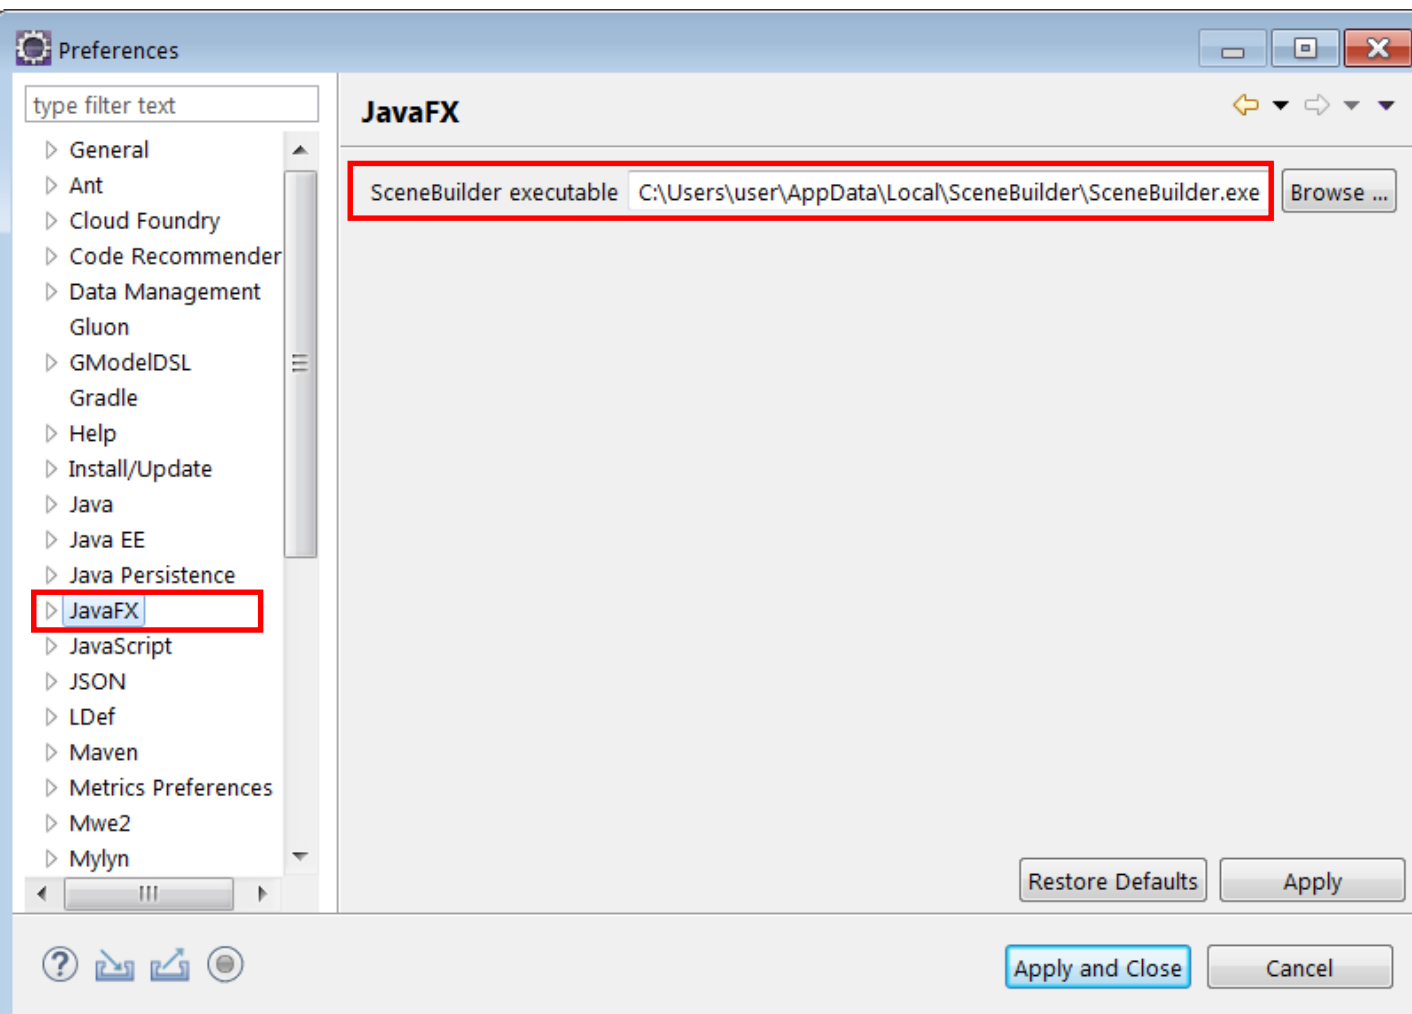 Preferences
type filter text
General
Ant
Cloud Foundry
Code Recommender
Data Management
Gluon
GModelDSL
Gradle
Help
Install/Update
Java
Java EE
Java Persistence
JavaFX
JavaScript
JSON
LDef
Maven
Metrics Preferences
Mwe2
Mylyn
JavaFX
SceneBuilder executable C:\Users\user\AppData\Local\SceneBuilder\SceneBuilder.exe Browse ...
Restore Defaults Apply
Apply and Close Cancel